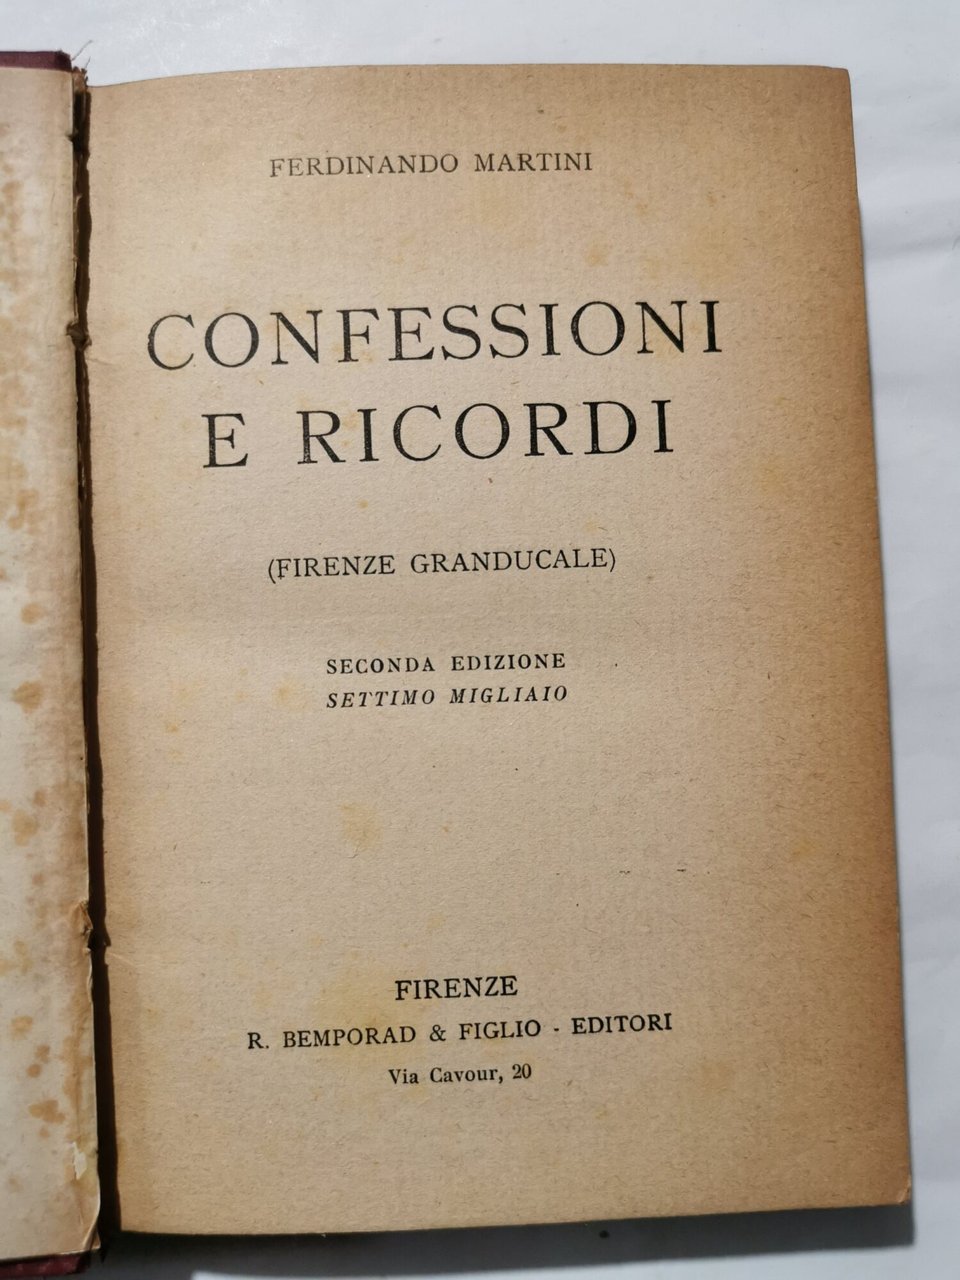 FERDINANDO MARTINI
CONFESSIONI
E RICORDI
(FIRENZE GRANDUCALE)
SECONDA EDIZIONE
SETTIMO MIGLIAIO
FIRENZE
R. BEMPORAD & FIGLIO - EDITORI
Via Cavour, 20